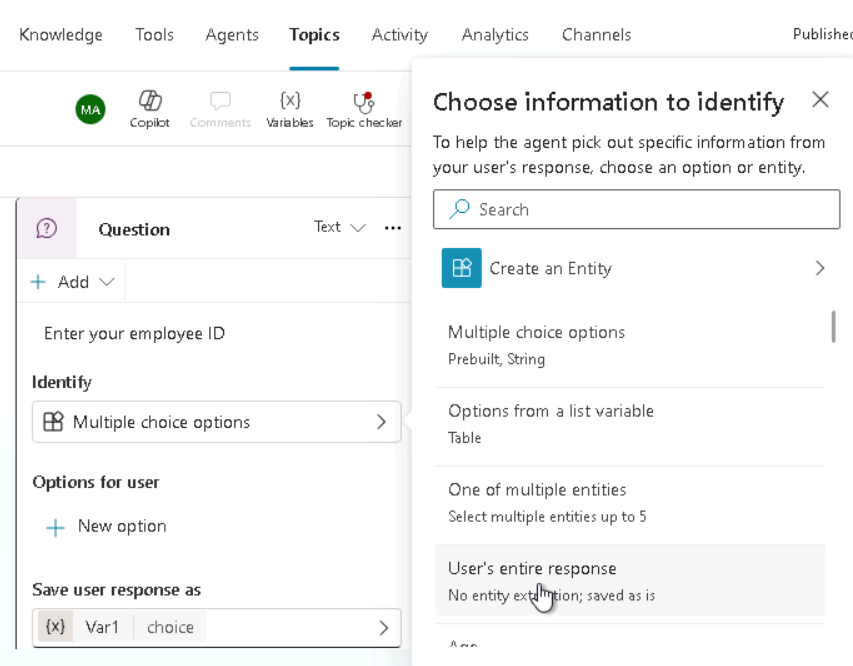 Knowledge Tools Agents Topics Activity Analytics Channels Published
MA Copilot Comments {x} Variables Topic checker
Question Text
Add
Enter your employee ID
Identify
Multiple choice options
Options for user
New option
Save user response as
{x} Var1 choice
Choose information to identify
To help the agent pick out specific information from
your user's response, choose an option or entity.
Search
Create an Entity
Multiple choice options
Prebuilt, String
Options from a list variable
Table
One of multiple entities
Select multiple entities up to 5
User's entire response
No entity extraction; saved as is